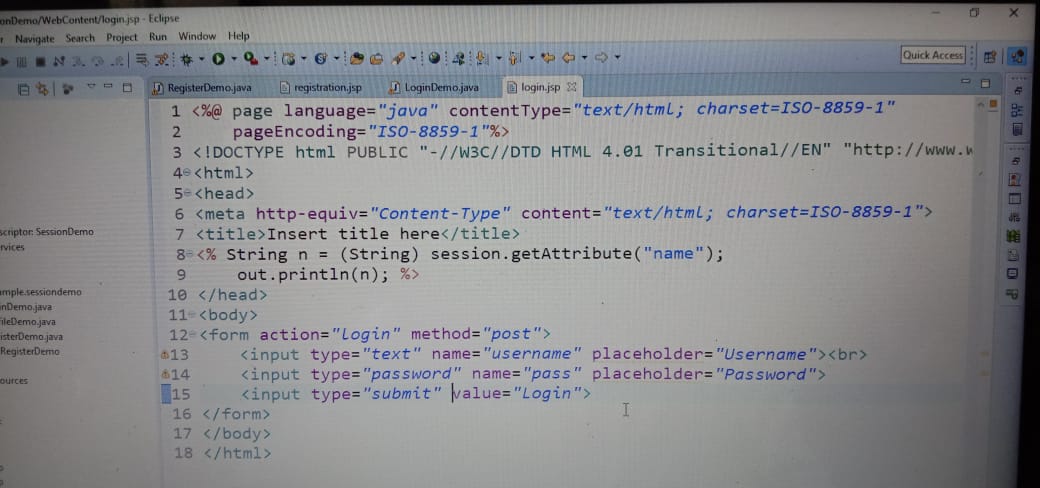 onDemo/WebContent/login.jsp - Eclipse
r Navigate Search Project Run Window Help
Quick Access
RegisterDemo.java registration.jsp LoginDemo.java login.jsp
1 <%@ page language="java" contentType="text/html; charset=ISO-8859-1"
2 pageEncoding="ISO-8859-1"%>
3 <!DOCTYPE html PUBLIC "-//W3C//DTD HTML 4.01 Transitional//EN" "http://www.w
4 <html>
5 <head>
6 <meta http-equiv="Content-Type" content="text/html; charset=ISO-8859-1">
7 <title>Insert title here</title>
8 <% String n = (String) session.getAttribute("name");
9 out.println(n); %>
10 </head>
11 <body>
12 <form action="Login" method="post">
13 <input type="text" name="username" placeholder="Username"><br>
14 <input type="password" name="pass" placeholder="Password">
15 <input type="submit" value="Login">
16 </form>
17 </body>
18 </html>
scriptor: SessionDemo
rvices
ample.sessiondemo
inDemo.java
fileDemo.java
isterDemo.java
RegisterDemo
ources